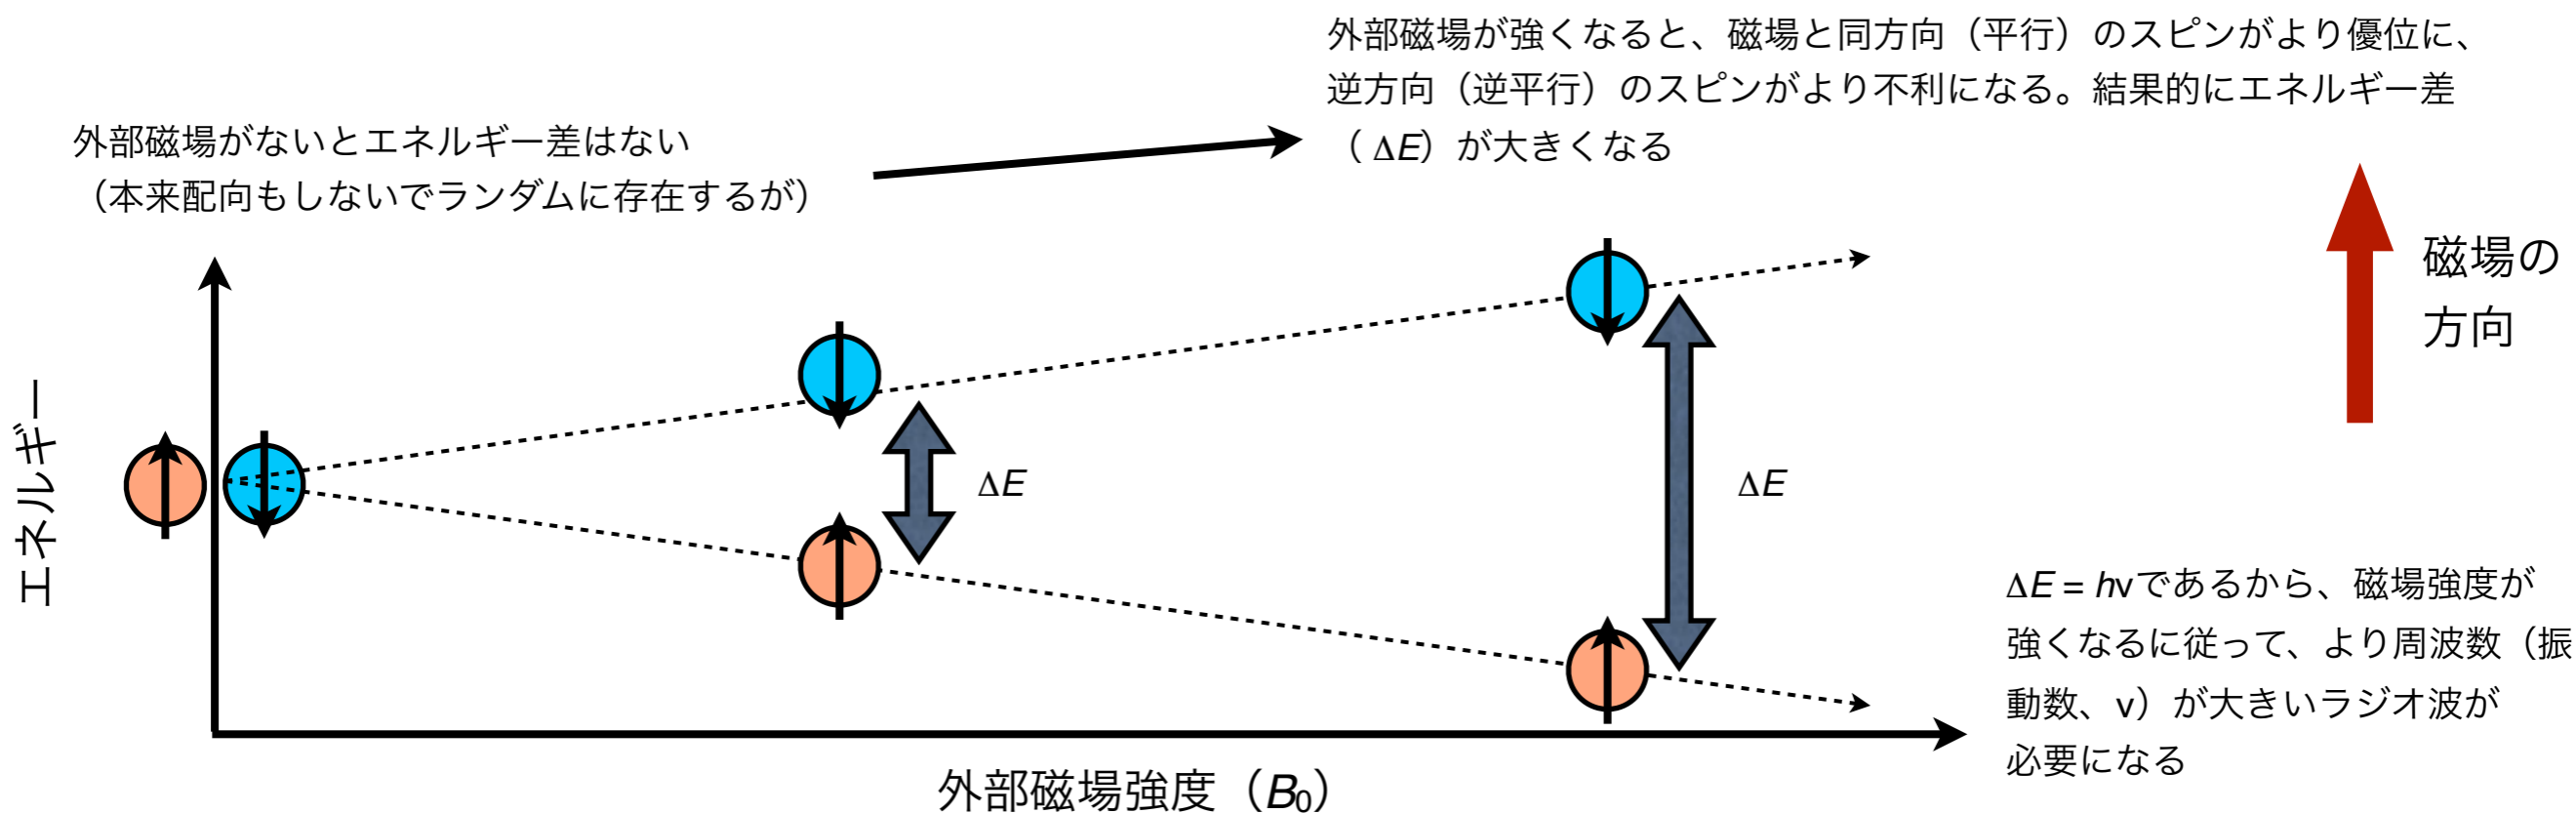 外部磁場が強くなると、磁場と同方向（平行）のスピンがより優位に、
逆方向（逆平行）のスピンがより不利になる。結果的にエネルギー差
（ ΔE）が大きくなる
外部磁場がないとエネルギー差はない
（本来配向もしないでランダムに存在するが）
磁場の
方向
エネルギー
ΔE
ΔE
ΔE = hνであるから、磁場強度が
強くなるに従って、より周波数（振
動数、ν）が大きいラジオ波が
必要になる
外部磁場強度（B₀）